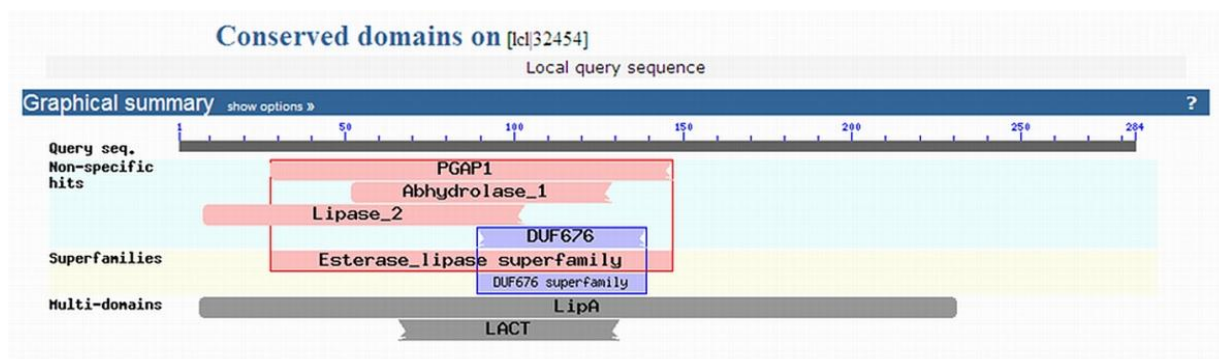 Conserved domains on [lcl|32454]
Local query sequence
Graphical summary show options » ?
1 50 100 150 200 250 284
Query seq.
Non-specific
hits
PGAP1
Abhydrolase_1
Lipase_2
DUF676
Superfamilies
Esterase_lipase superfamily
DUF676 superfamily
Multi-domains
LipA
LACT